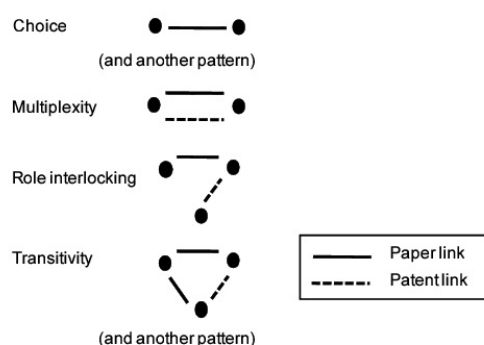 Choice
(and another pattern)
Multiplexity
Role interlocking
Transitivity
Paper link
Patent link
(and another pattern)